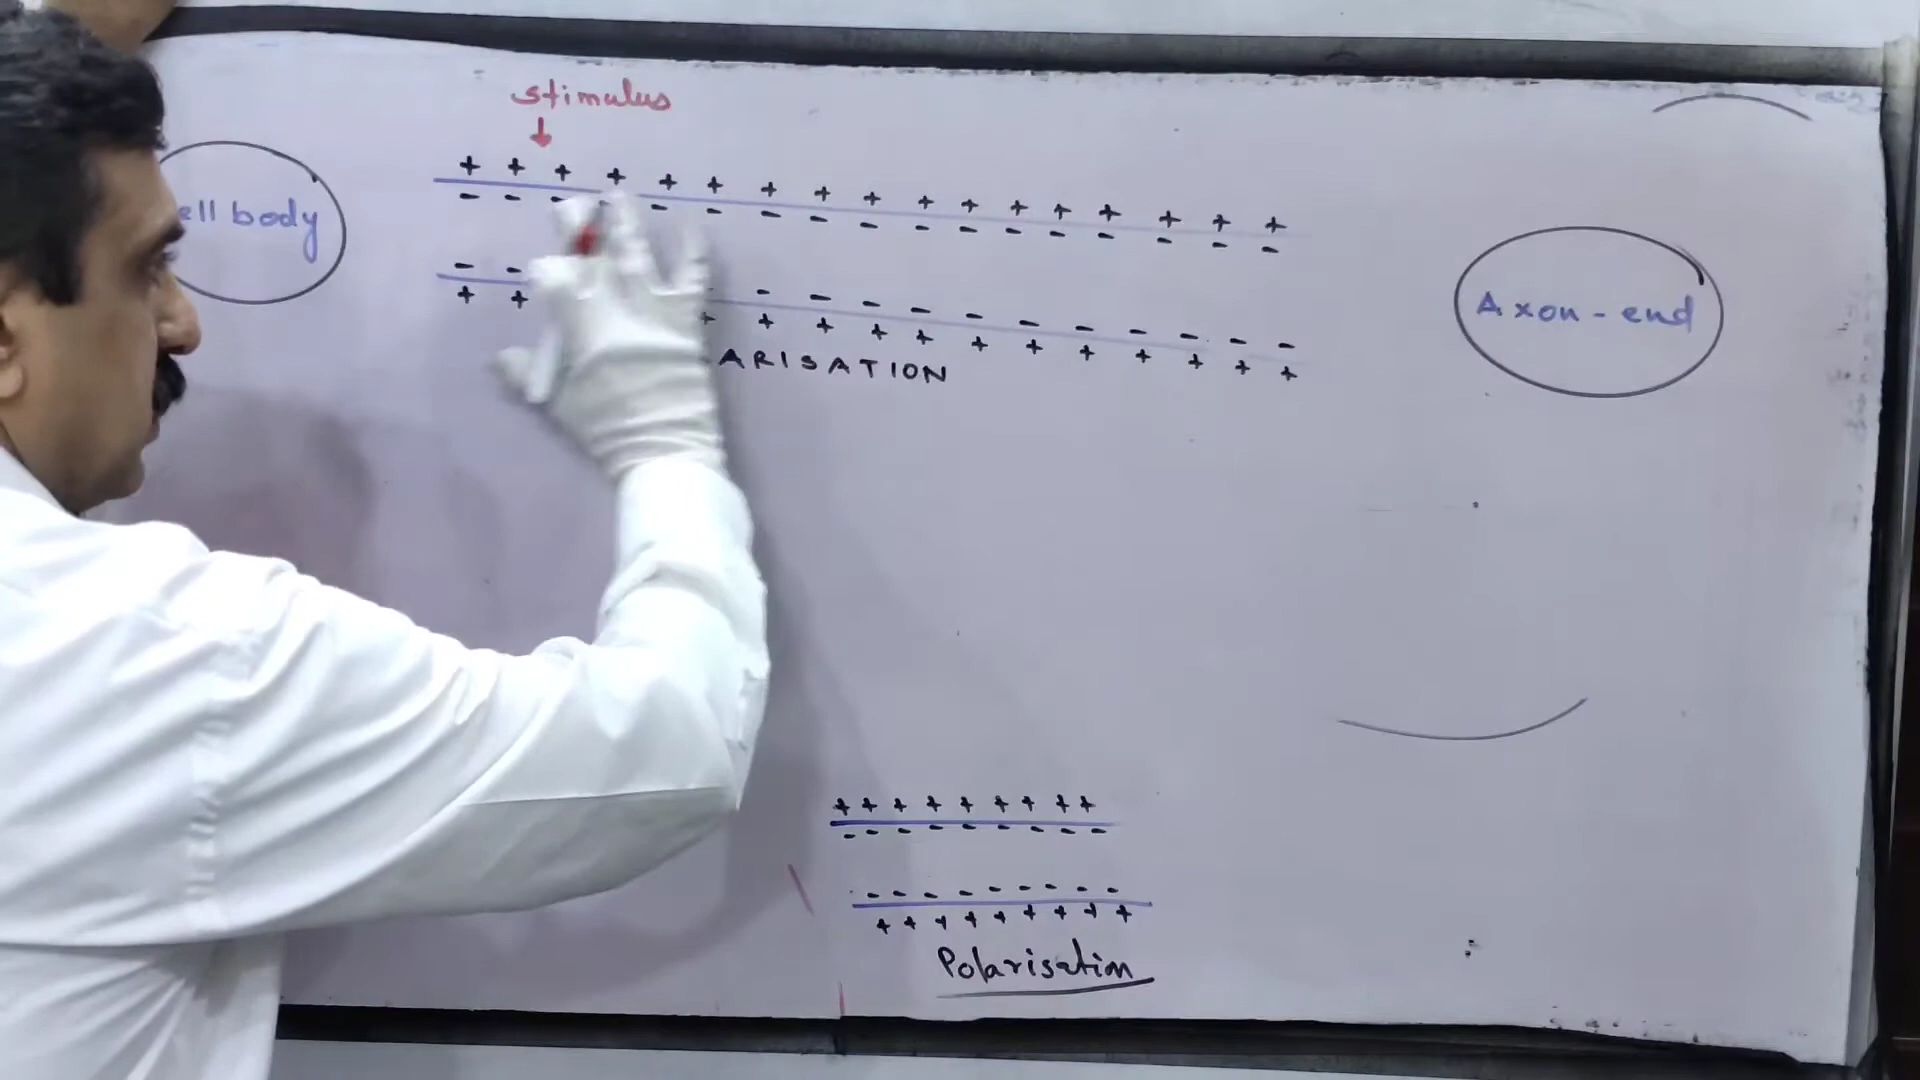 stimulus
+ + + + + + + + + + + + + + + + +
- - - - - - - - - - - - - - - - -
ell body
- - - - - - - - - - - - -
+ + + + + + + + + + + + + +
Axon-end
ARISATION
+ + + + + + + + +
- - - - - - - - -
- - - - - - - - -
+ + + + + + + + +
Polarisation